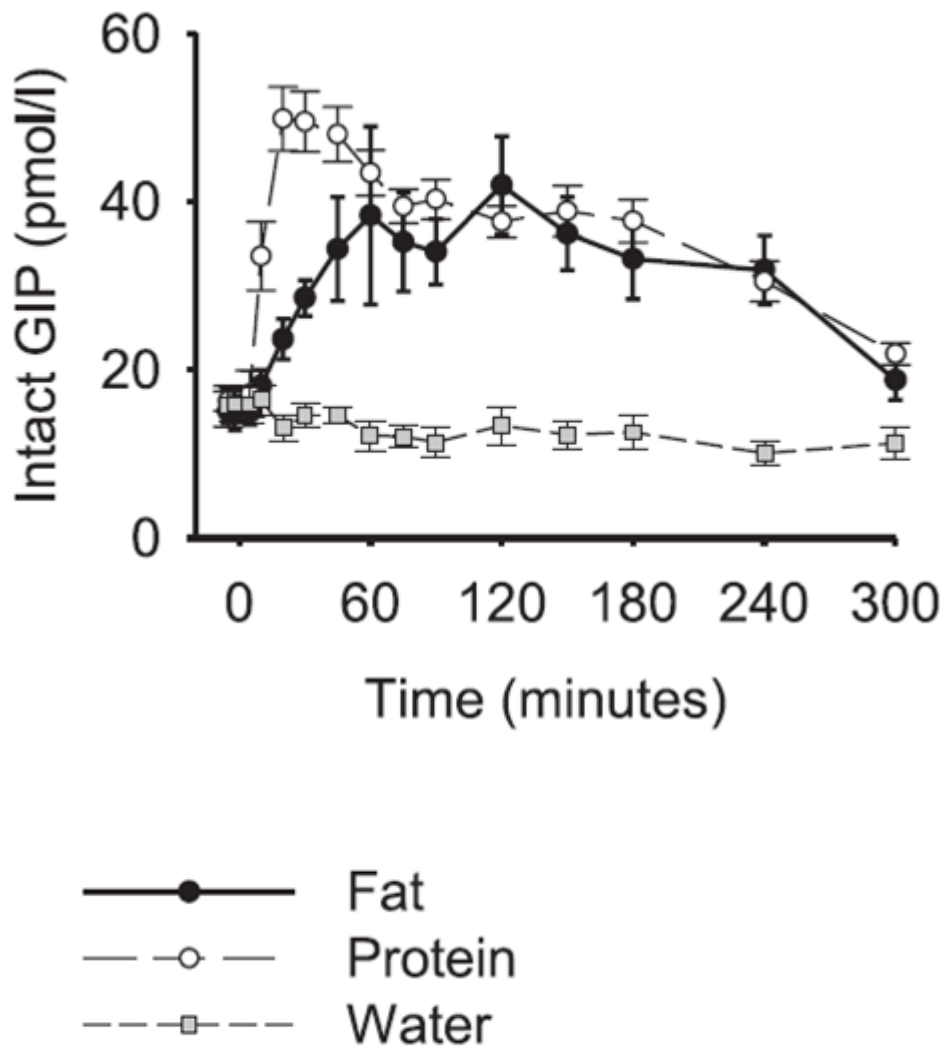 Intact GIP (pmol/l)
60
40
20
0
0 60 120 180 240 300
Time (minutes)
Fat
Protein
Water